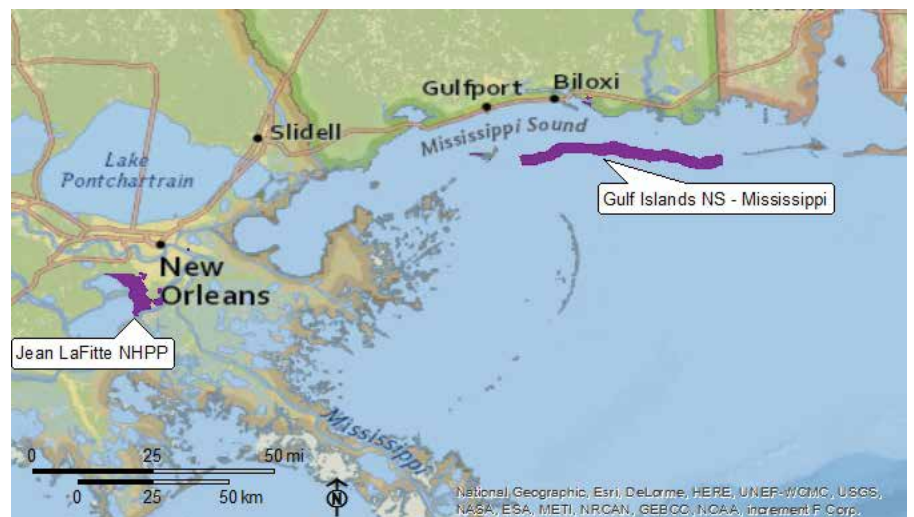 Gulfport
Biloxi
Slidell
Mississippi Sound
Lake
Pontchartrain
Gulf Islands NS - Mississippi
New
Orleans
Jean LaFitte NHPP
Mississippi
0 25 50 mi
0 25 50 km
N
National Geographic, Esri, DeLorme, HERE, UNEP-WCMC, USGS,
NASA, ESA, METI, NRCAN, GEBCO, NOAA, increment P Corp.